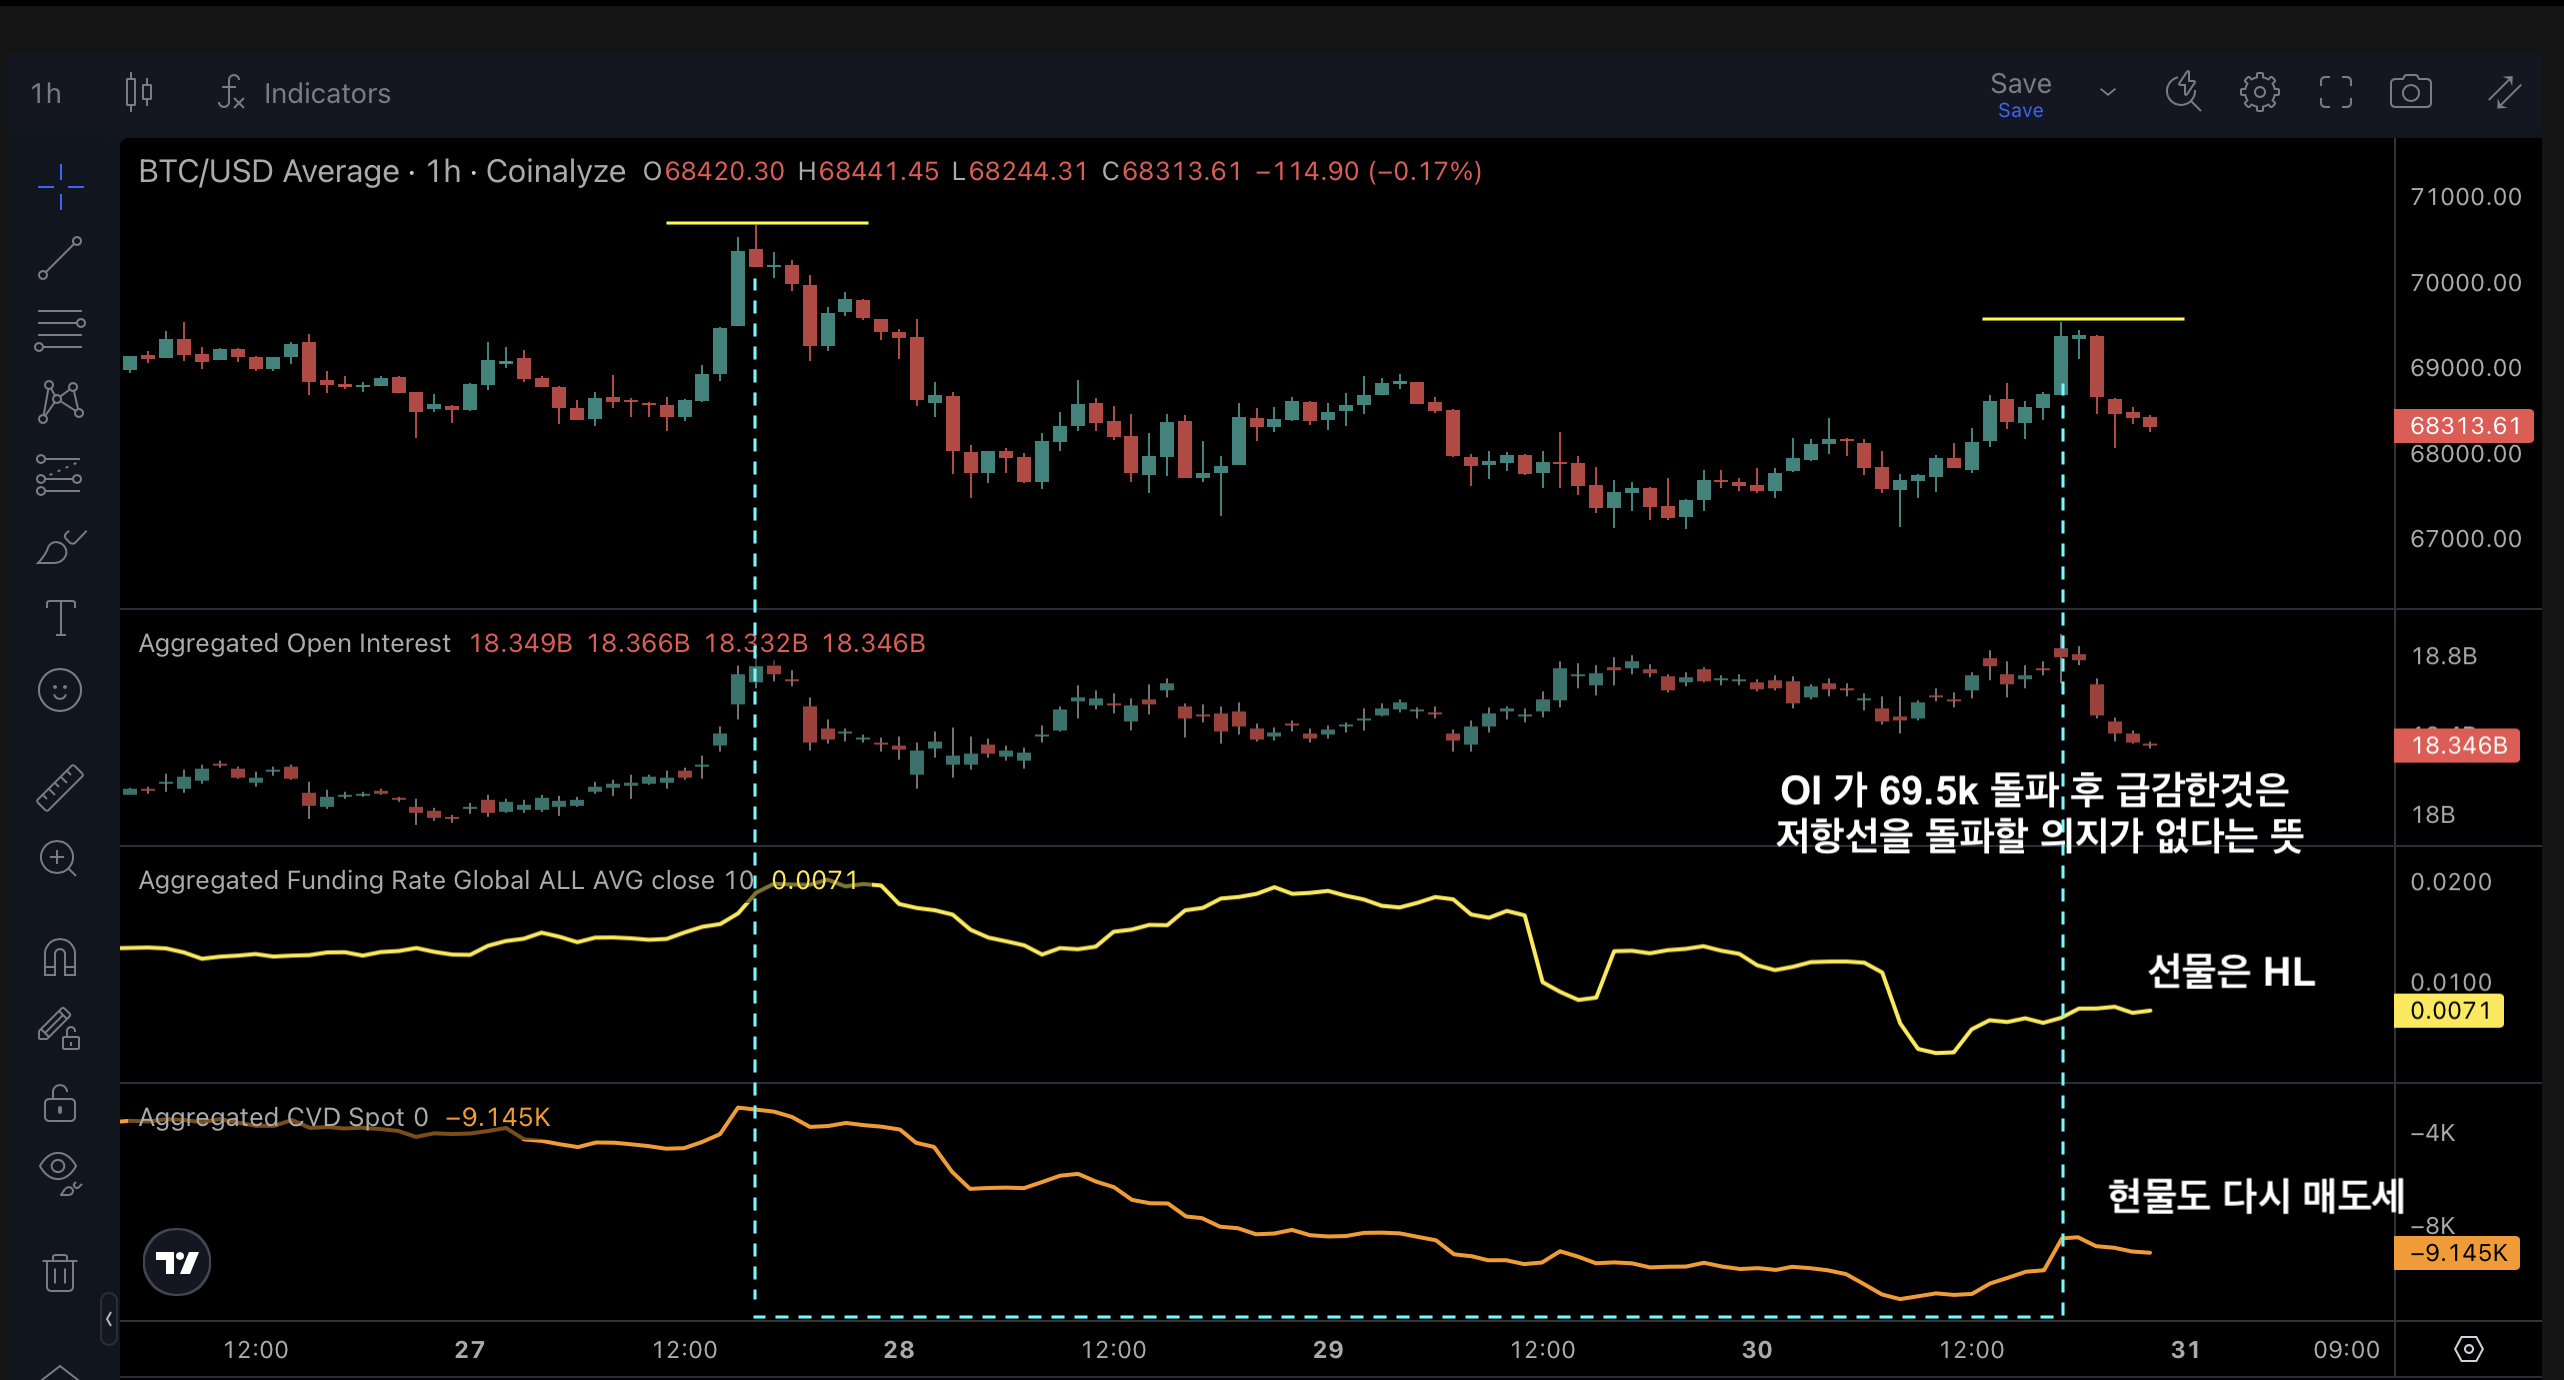 1h
Indicators
Save
Save
BTC/USD Average · 1h · Coinalyze O68420.30 H68441.45 L68244.31 C68313.61 −114.90 (−0.17%)
71000.00
70000.00
69000.00
68313.61
68000.00
67000.00
Aggregated Open Interest 18.349B 18.366B 18.332B 18.346B
18.8B
18.346B
OI 가 69.5k 돌파 후 급감한것은
저항선을 돌파할 의지가 없다는 뜻
18B
Aggregated Funding Rate Global ALL AVG close 10 0.0071
0.0200
선물은 HL
0.0100
0.0071
Aggregated CVD Spot 0 −9.145K
−4K
현물도 다시 매도세
−8K
−9.145K
12:00 27 12:00 28 12:00 29 12:00 30 12:00 31 09:00